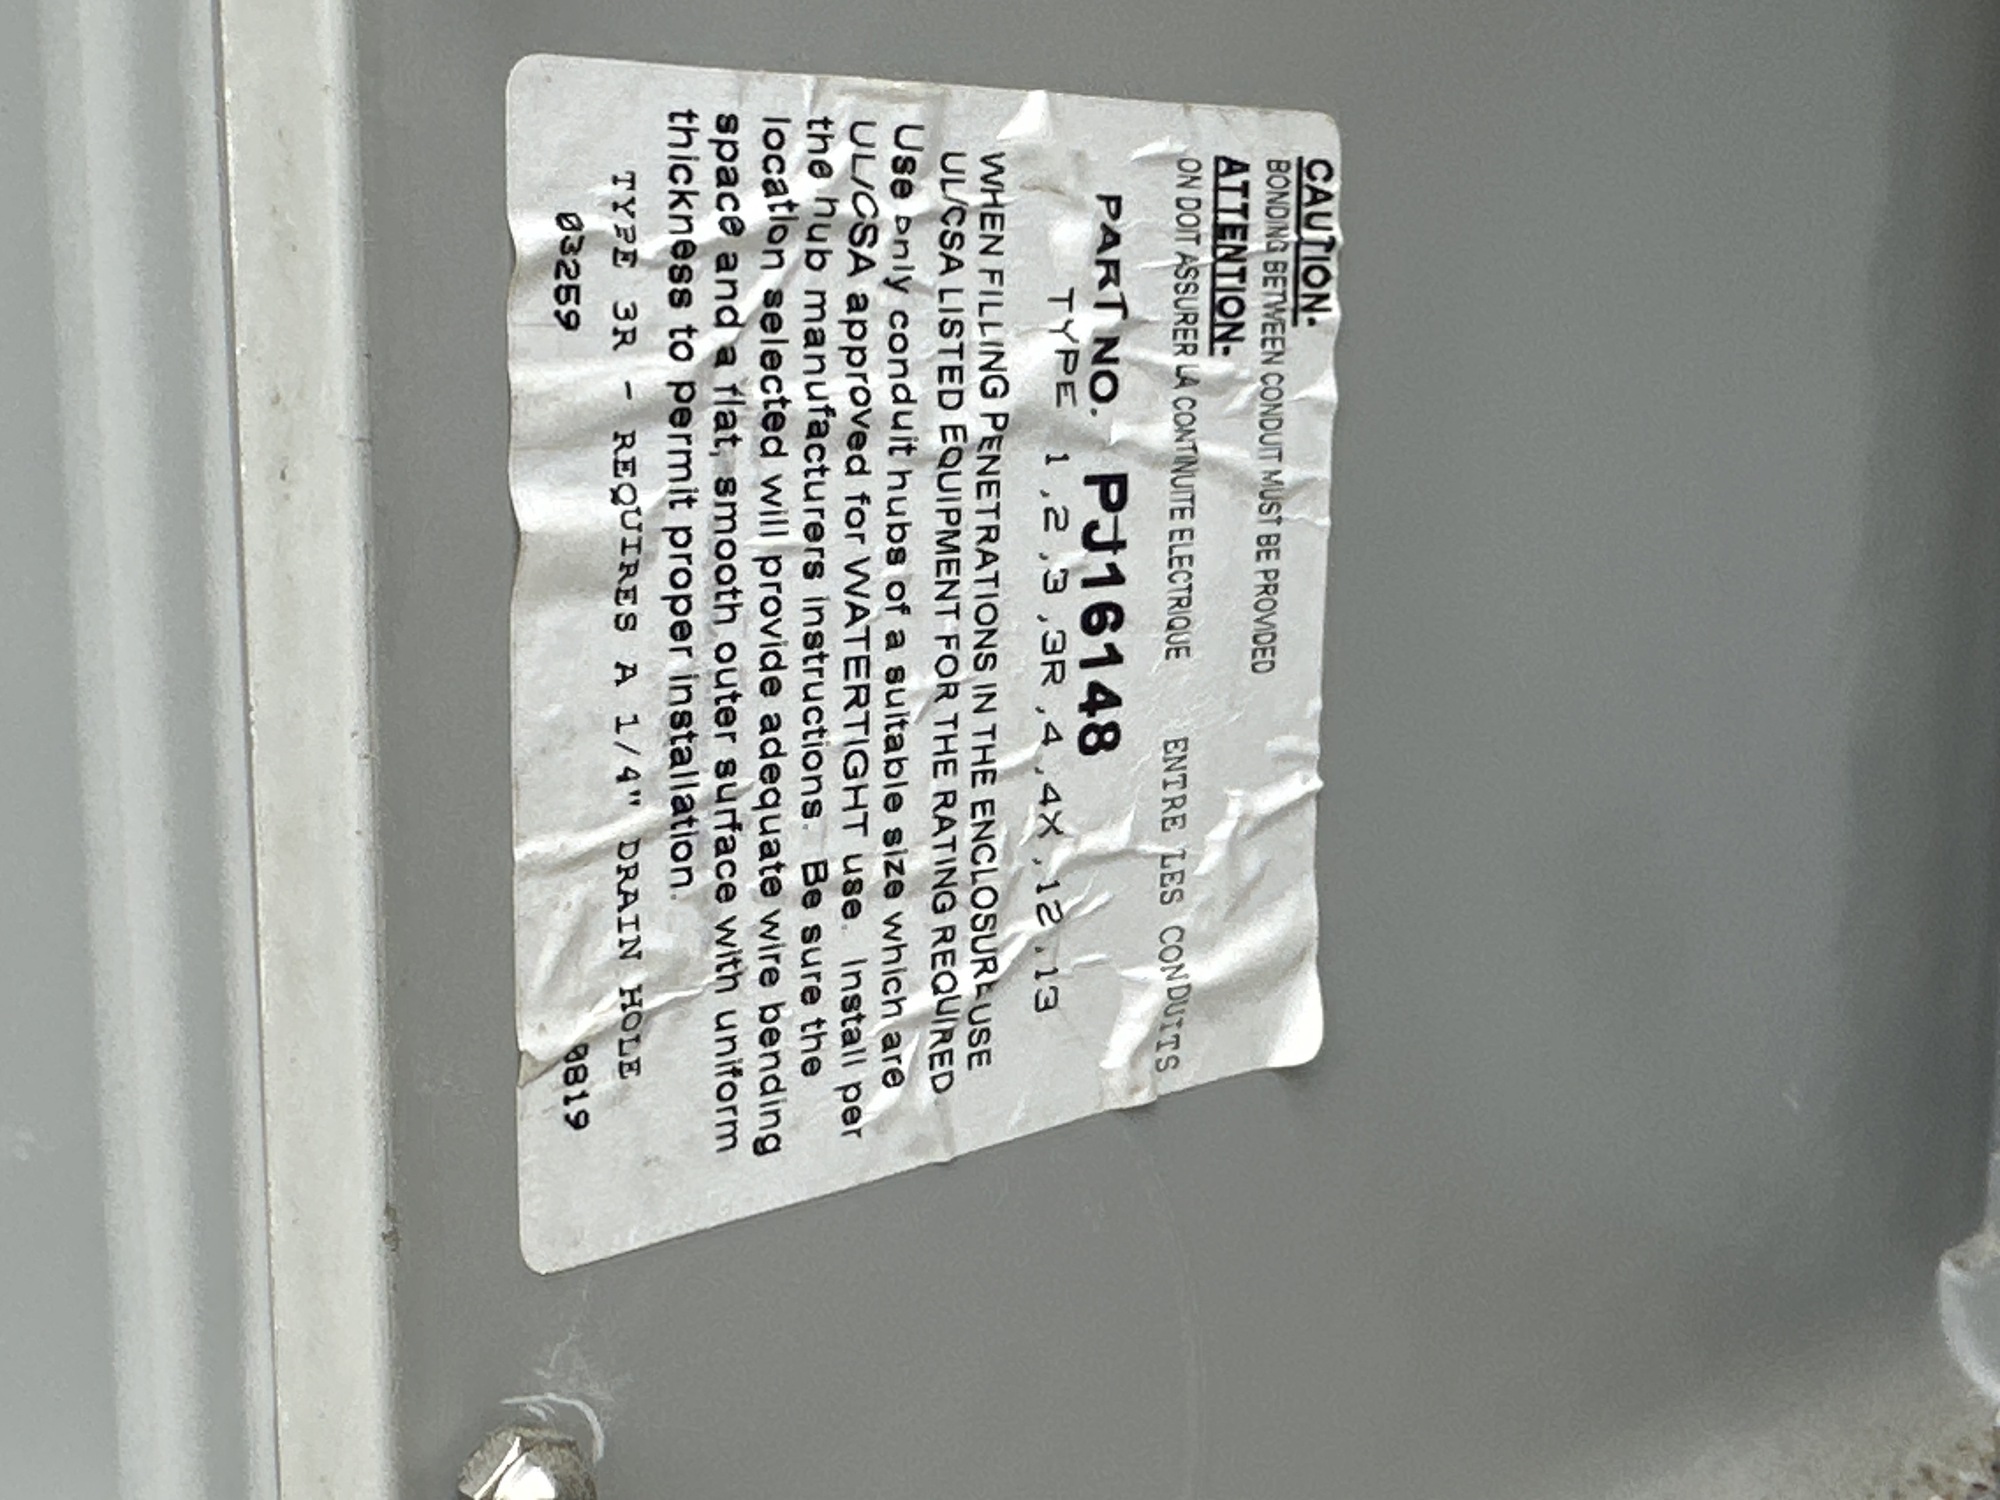 CAUTION-
BONDING BETWEEN CONDUIT MUST BE PROVIDED
ATTENTION-
ON DOIT ASSURER LA CONTINUITE ELECTRIQUE ENTRE LES CONDUITS
PART NO. PJ16148
TYPE 1,2,3,3R,4,4X,12,13
WHEN FILLING PENETRATIONS IN THE ENCLOSURE USE
UL/CSA LISTED EQUIPMENT FOR THE RATING REQUIRED
Use only conduit hubs of a suitable size which are
UL/CSA approved for WATERTIGHT use. Install per
the hub manufacturers instructions. Be sure the
location selected will provide adequate wire bending
space and a flat, smooth outer surface with uniform
thickness to permit proper installation.
TYPE 3R - REQUIRES A 1/4" DRAIN HOLE
032659 0819